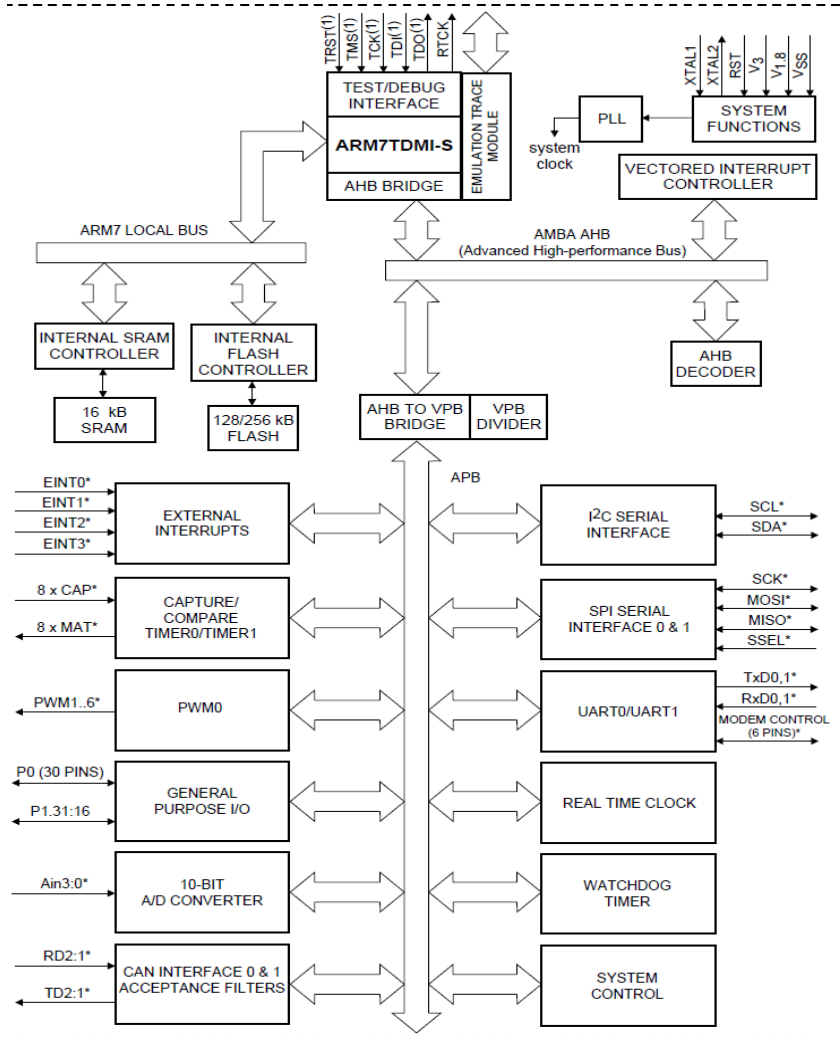 TRST(1)
TMS(1)
TCK(1)
TDI(1)
TDO(1)
RTCK
XTAL1
XTAL2
RST
V3
V1.8
VSS
TEST/DEBUG
INTERFACE
ARM7TDMI-S
AHB BRIDGE
EMULATION TRACE
MODULE
PLL
SYSTEM
FUNCTIONS
system
clock
VECTORED INTERRUPT
CONTROLLER
ARM7 LOCAL BUS
AMBA AHB
(Advanced High-performance Bus)
INTERNAL SRAM
CONTROLLER
INTERNAL
FLASH
CONTROLLER
AHB
DECODER
16 kB
SRAM
128/256 kB
FLASH
AHB TO VPB
BRIDGE
VPB
DIVIDER
APB
EINT0*
EINT1*
EINT2*
EINT3*
EXTERNAL
INTERRUPTS
I2C SERIAL
INTERFACE
SCL*
SDA*
8 x CAP*
8 x MAT*
CAPTURE/
COMPARE
TIMER0/TIMER1
SPI SERIAL
INTERFACE 0 & 1
SCK*
MOSI*
MISO*
SSEL*
PWM1..6*
PWM0
UART0/UART1
TxD0,1*
RxD0,1*
MODEM CONTROL
(6 PINS)*
P0 (30 PINS)
P1.31:16
GENERAL
PURPOSE I/O
REAL TIME CLOCK
Ain3:0*
10-BIT
A/D CONVERTER
WATCHDOG
TIMER
RD2:1*
TD2:1*
CAN INTERFACE 0 & 1
ACCEPTANCE FILTERS
SYSTEM
CONTROL